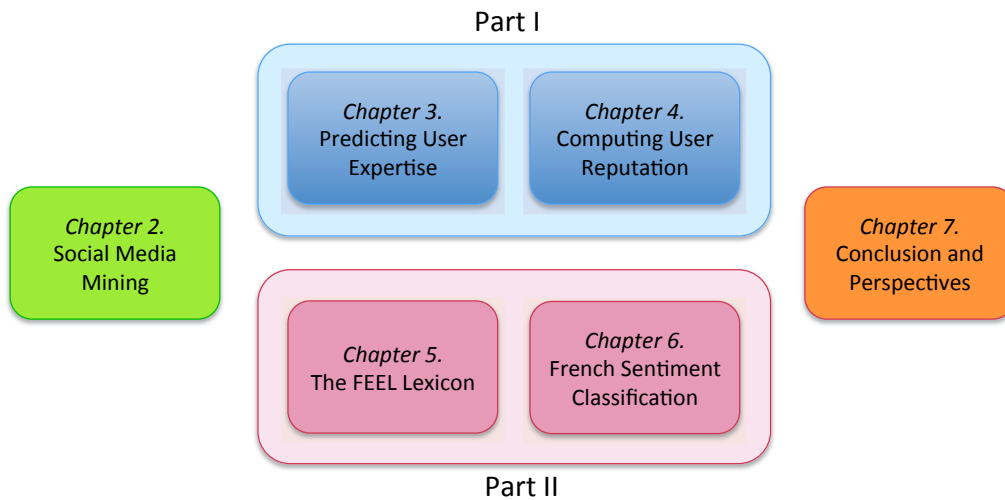 Part I
Chapter 3.
Predicting User
Expertise
Chapter 4.
Computing User
Reputation
Chapter 2.
Social Media
Mining
Chapter 7.
Conclusion and
Perspectives
Chapter 5.
The FEEL Lexicon
Chapter 6.
French Sentiment
Classification
Part II